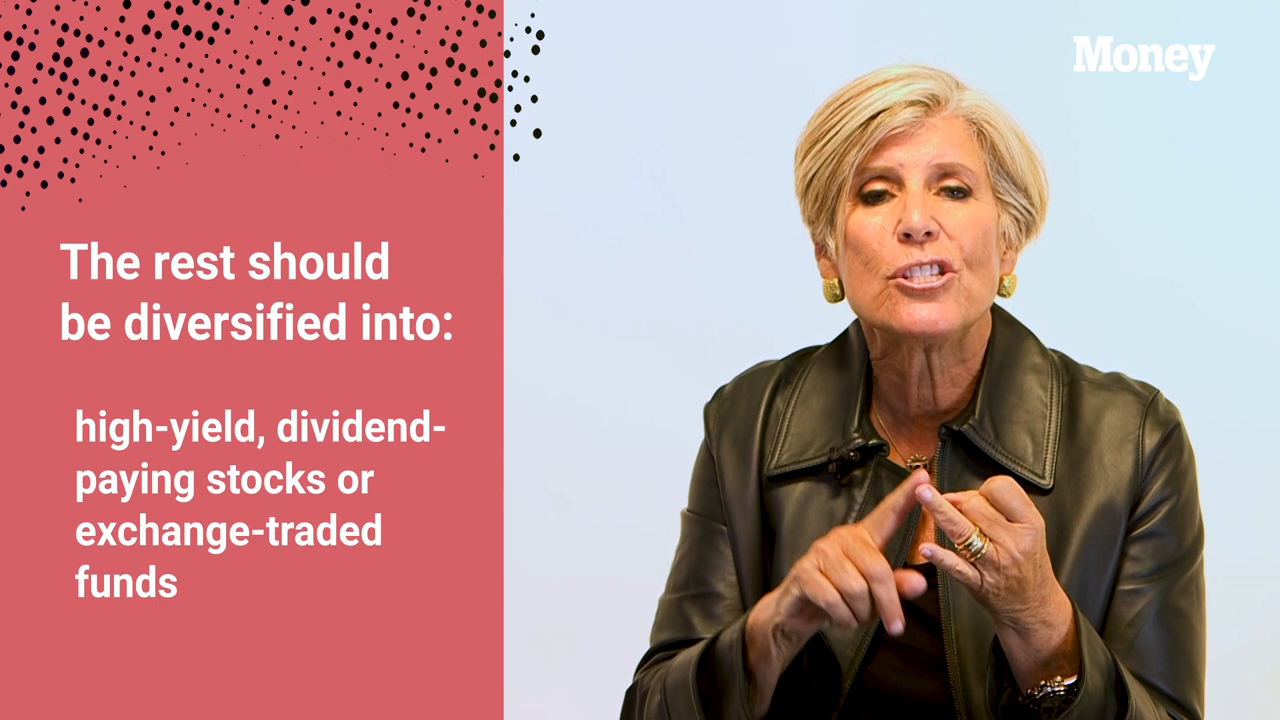 Money
The rest should
be diversified into:
high-yield, dividend-
paying stocks or
exchange-traded
funds